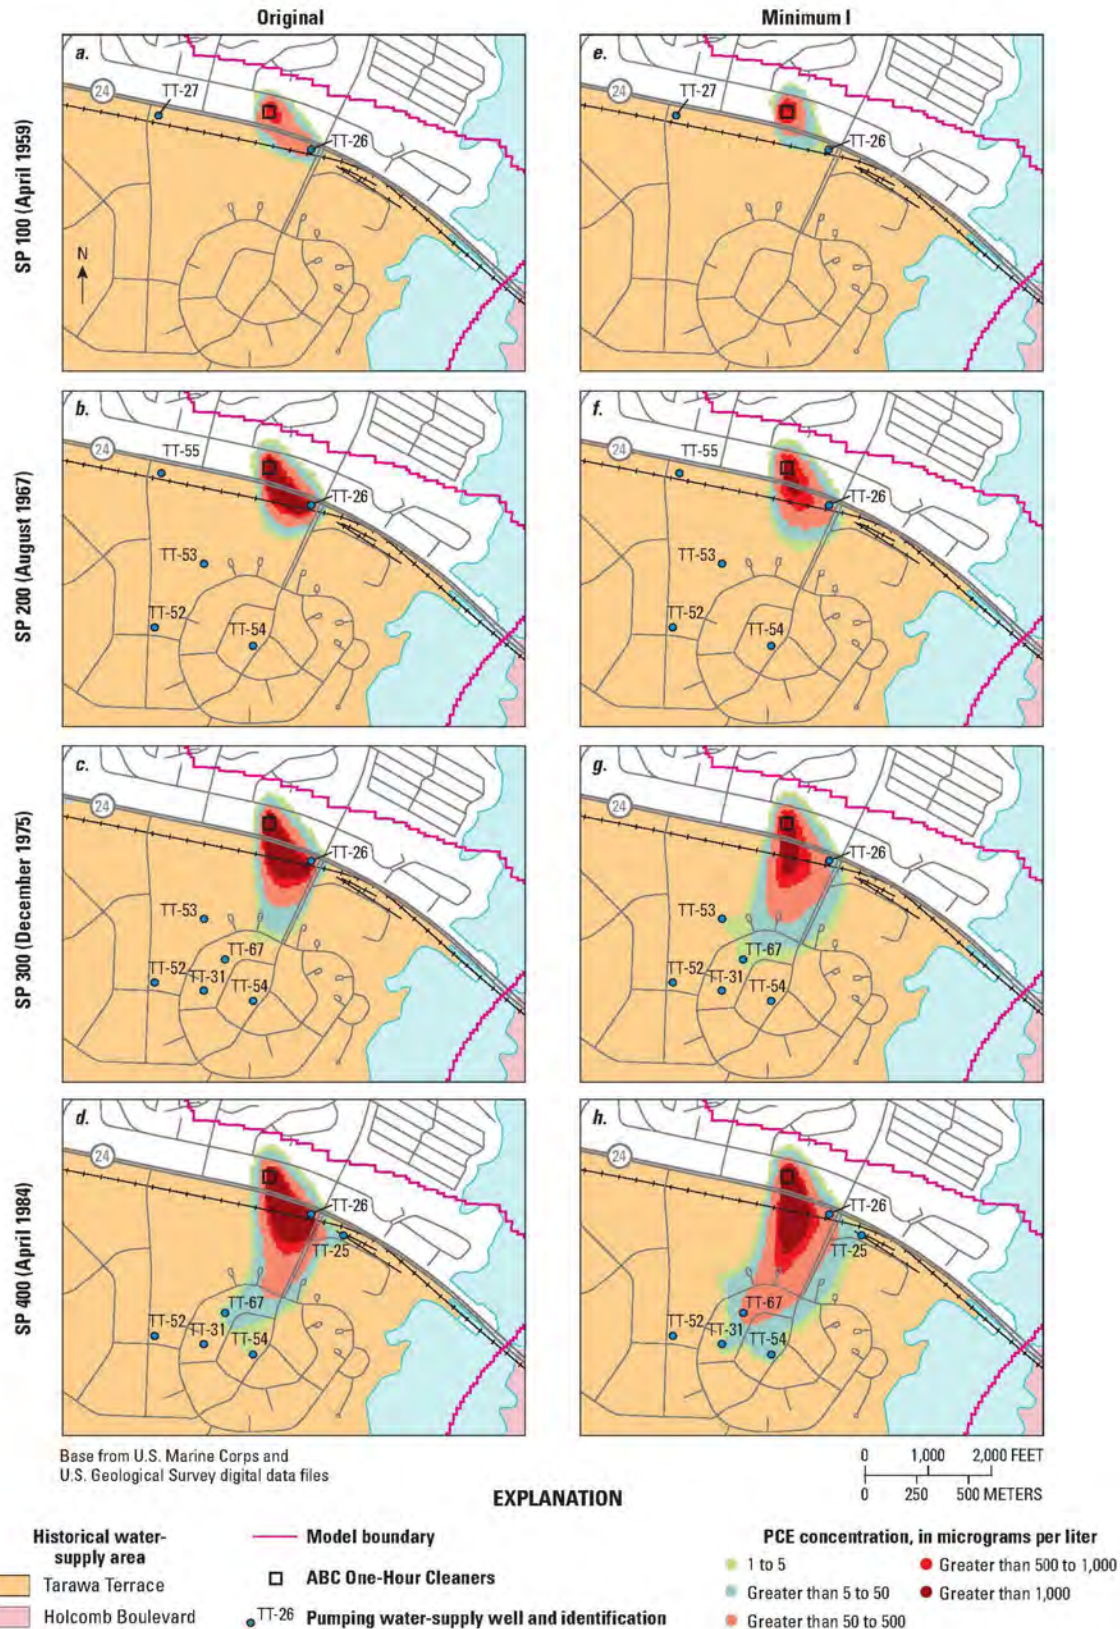 Original
Minimum I
SP 100 (April 1959)
a.
24
TT-27
TT-26
N
e.
24
TT-27
TT-26
SP 200 (August 1967)
b.
24
TT-55
TT-26
TT-53
TT-52
TT-54
f.
24
TT-55
TT-26
TT-53
TT-52
TT-54
SP 300 (December 1975)
c.
24
TT-26
TT-53
TT-67
TT-52
TT-31
TT-54
g.
24
TT-26
TT-53
TT-67
TT-52
TT-31
TT-54
SP 400 (April 1984)
d.
24
TT-26
TT-25
TT-67
TT-52
TT-31
TT-54
h.
24
TT-26
TT-25
TT-67
TT-52
TT-31
TT-54
Base from U.S. Marine Corps and
U.S. Geological Survey digital data files
0 1,000 2,000 FEET
0 250 500 METERS
EXPLANATION
Historical water-
supply area
Tarawa Terrace
Holcomb Boulevard
Model boundary
ABC One-Hour Cleaners
TT-26 Pumping water-supply well and identification
PCE concentration, in micrograms per liter
1 to 5
Greater than 5 to 50
Greater than 50 to 500
Greater than 500 to 1,000
Greater than 1,000